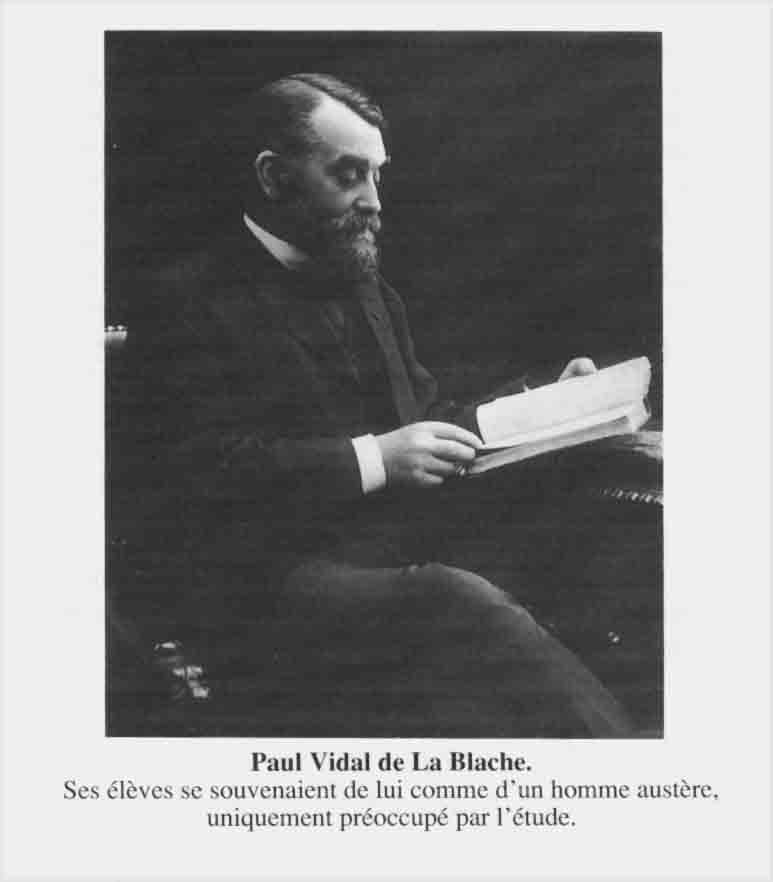 Paul Vidal de La Blache.
Ses élèves se souvenaient de lui comme d'un homme austère,
uniquement préoccupé par l'étude.